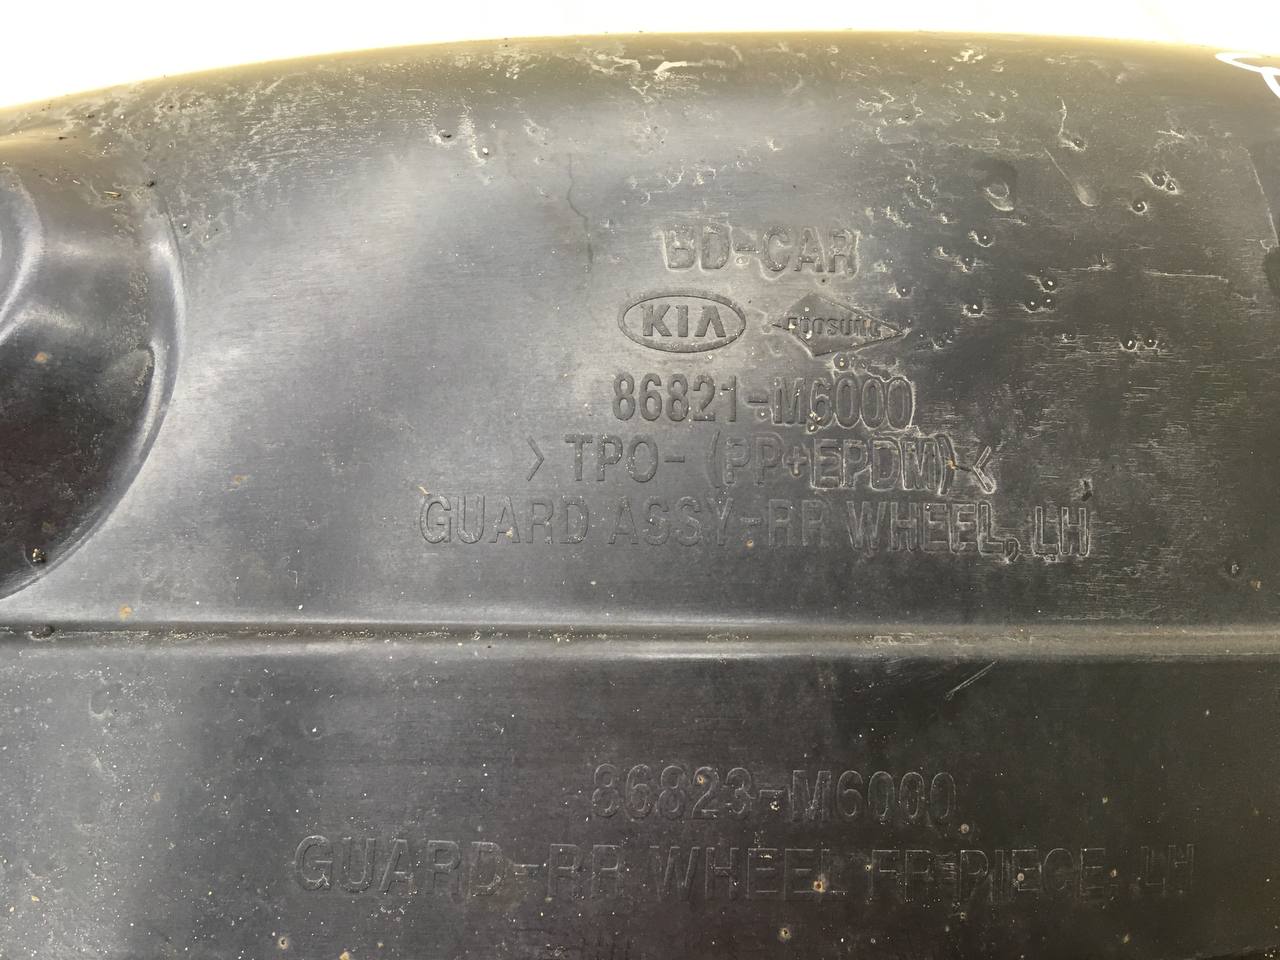 BD-CAR
KIA
86821-M6000
>TPO-(PP+EPDM)<
GUARD ASSY-RR WHEEL, LH
86823-M6000
GUARD-RR WHEEL FR PIECE, LH